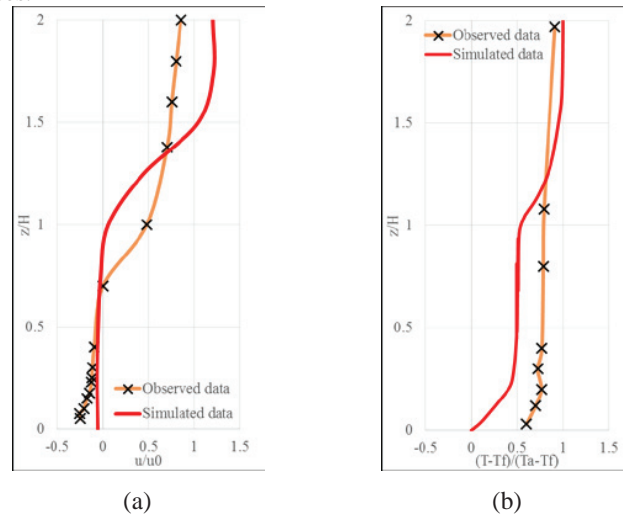 2
1.5
z/H
1
0.5
Observed data
Simulated data
0
-0.5 0 0.5 1 1.5
u/u0
(a)
2
Observed data
Simulated data
1.5
z/H
1
0.5
0
-0.5 0 0.5 1 1.5
(T-Tf)/(Ta-Tf)
(b)